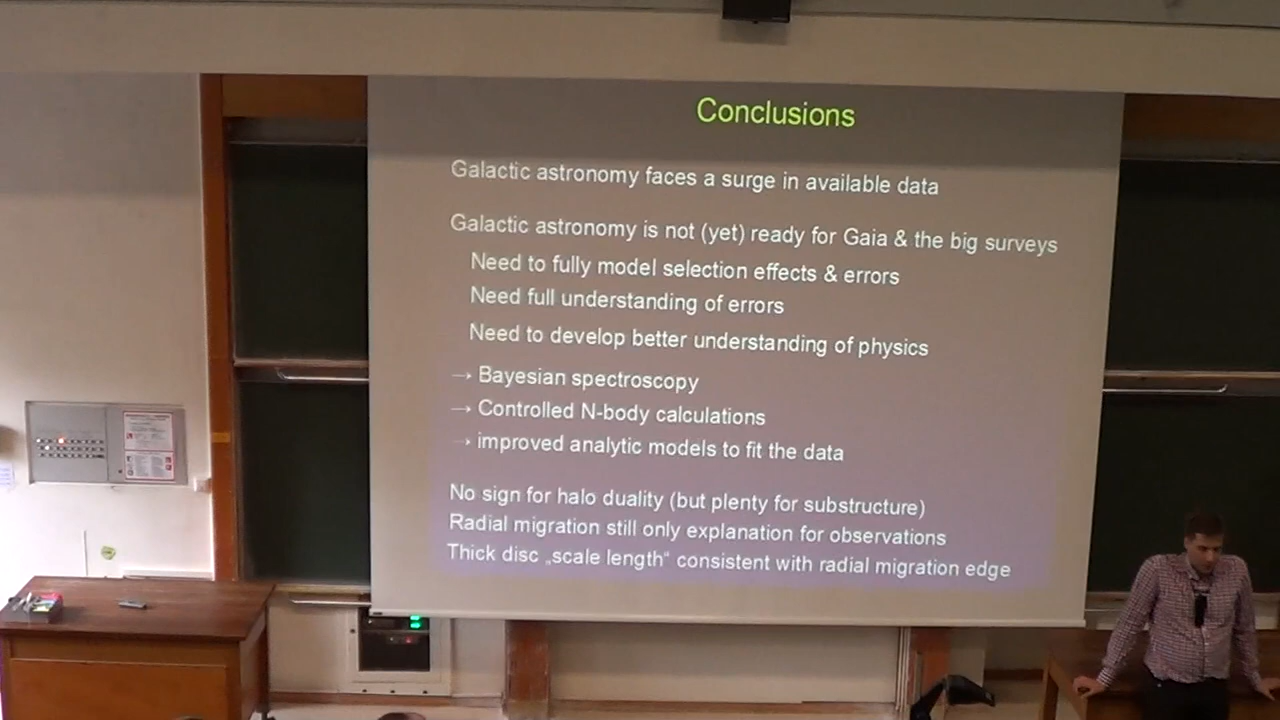 Conclusions
Galactic astronomy faces a surge in available data
Galactic astronomy is not (yet) ready for Gaia & the big surveys
Need to fully model selection effects & errors
Need full understanding of errors
Need to develop better understanding of physics
→ Bayesian spectroscopy
→ Controlled N-body calculations
→ improved analytic models to fit the data
No sign for halo duality (but plenty for substructure)
Radial migration still only explanation for observations
Thick disc „scale length“ consistent with radial migration edge